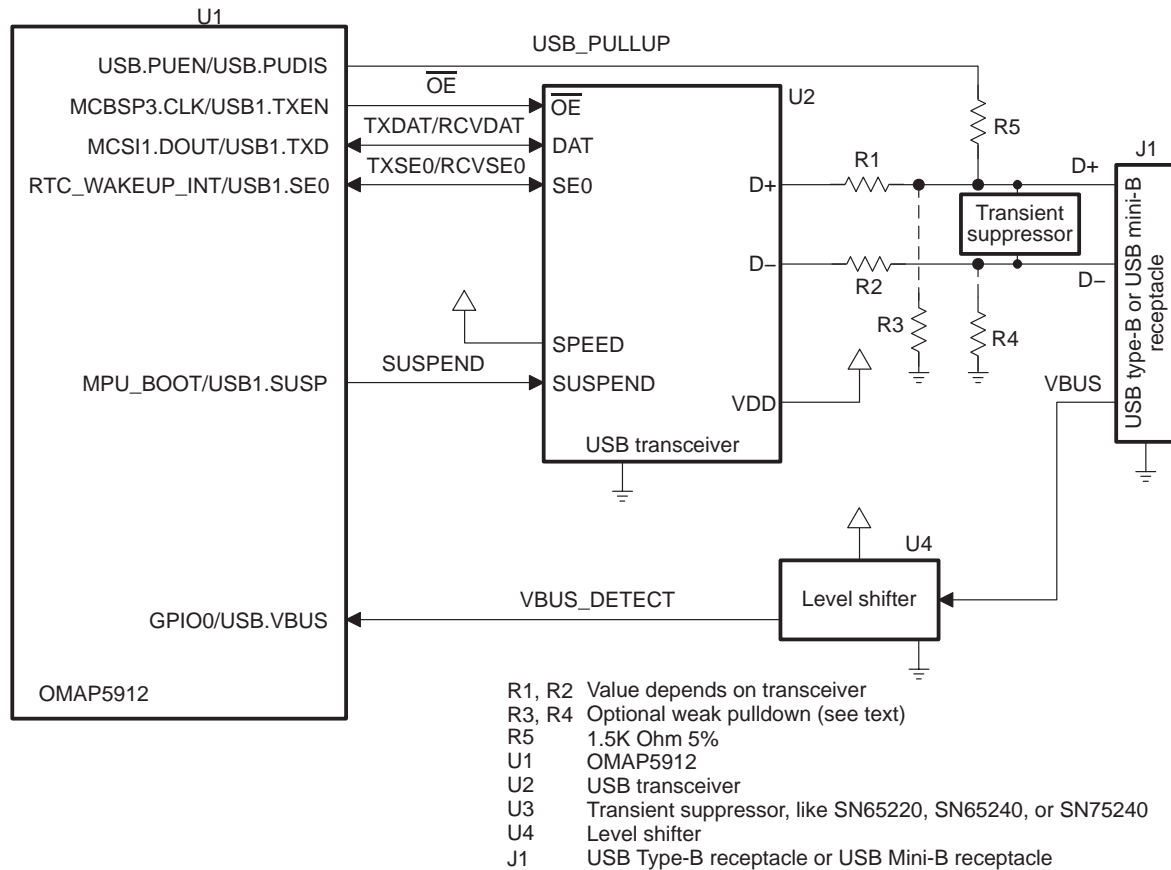 U1
USB_PULLUP
USB.PUEN/USB.PUDIS
OE
U2
MCBSP3.CLK/USB1.TXEN
OE
R5
TXDAT/RCVDAT
MCSI1.DOUT/USB1.TXD
DAT
J1
R1
TXSE0/RCVSE0
RTC_WAKEUP_INT/USB1.SE0
SE0
D+
D+
Transient
suppressor
D–
D–
R2
USB type-B or USB mini-B
receptacle
R3
R4
SPEED
SUSPEND
MPU_BOOT/USB1.SUSP
SUSPEND
VBUS
VDD
USB transceiver
U4
VBUS_DETECT
Level shifter
GPIO0/USB.VBUS
OMAP5912
R1, R2 Value depends on transceiver
R3, R4 Optional weak pulldown (see text)
R5 1.5K Ohm 5%
U1 OMAP5912
U2 USB transceiver
U3 Transient suppressor, like SN65220, SN65240, or SN75240
U4 Level shifter
J1 USB Type-B receptacle or USB Mini-B receptacle